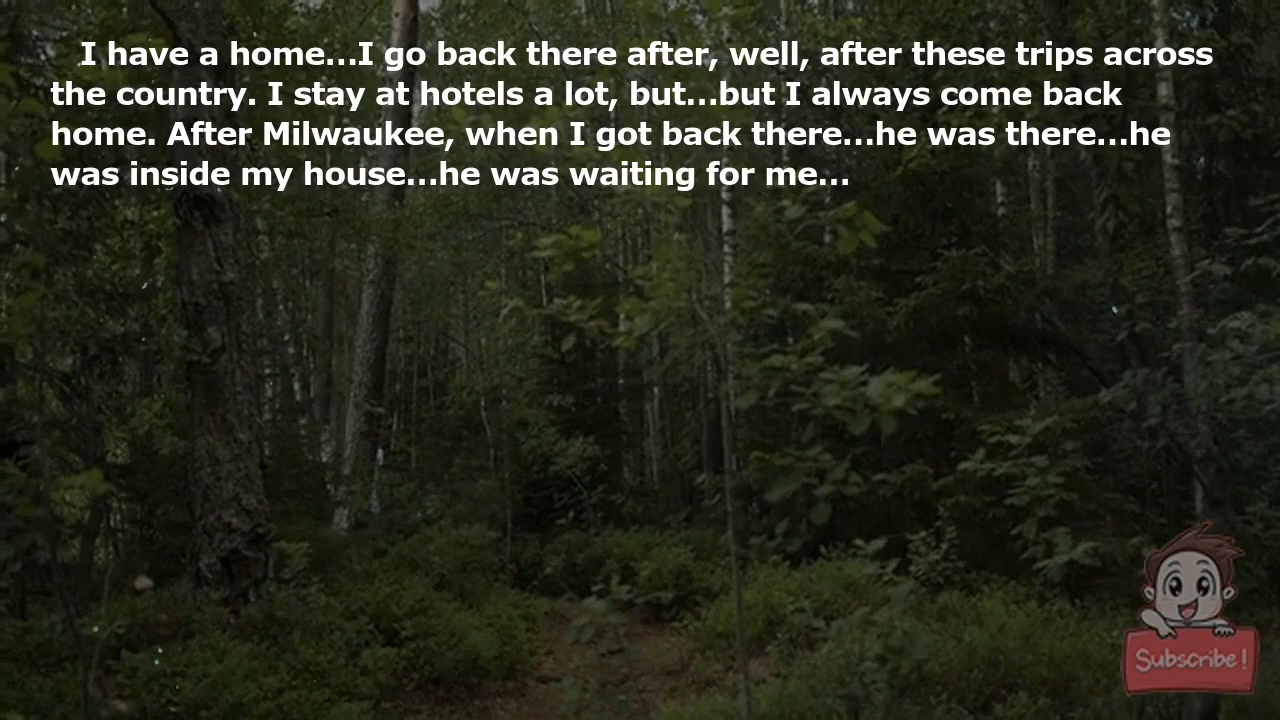 I have a home...I go back there after, well, after these trips across
the country. I stay at hotels a lot, but...but I always come back
home. After Milwaukee, when I got back there...he was there...he
was inside my house...he was waiting for me...
Subscribe!